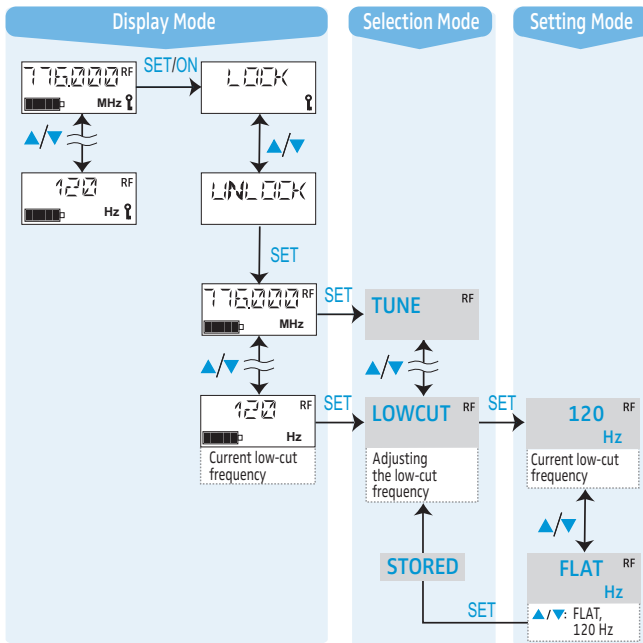 Display Mode
Selection Mode
Setting Mode
776.000 RF
MHz
SET/ON
LOCK
▲/▼
120 RF
Hz
▲/▼
UNLOCK
SET
776.000 RF
MHz
SET
TUNE RF
▲/▼
▲/▼
120 RF
Hz
Current low-cut
frequency
SET
LOWCUT RF
Adjusting
the low-cut
frequency
SET
120 RF
Hz
Current low-cut
frequency
▲/▼
STORED
SET
FLAT RF
Hz
▲/▼: FLAT,
120 Hz